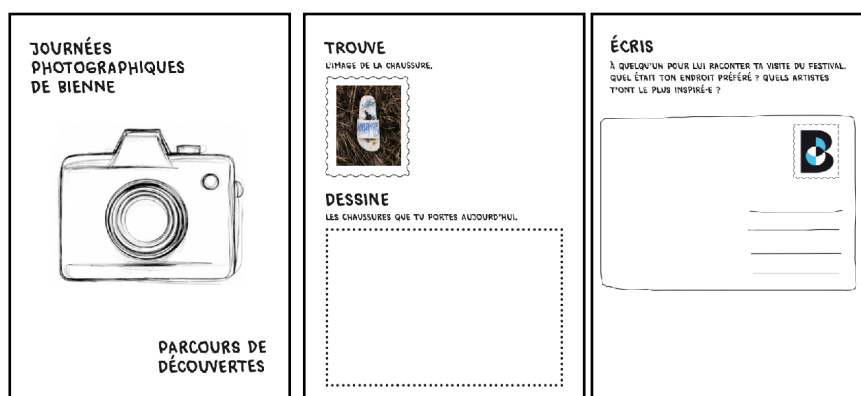 JOURNÉES
PHOTOGRAPHIQUES
DE BIENNE
PARCOURS DE
DÉCOUVERTES
TROUVE
L'IMAGE DE LA CHAUSSURE.
DESSINE
LES CHAUSSURES QUE TU PORTES AUJOURD'HUI.
ÉCRIS
À QUELQU'UN POUR LUI RACONTER TA VISITE DU FESTIVAL.
QUEL ÉTAIT TON ENDROIT PRÉFÉRÉ ? QUELS ARTISTES
T'ONT LE PLUS INSPIRÉ·E ?
B